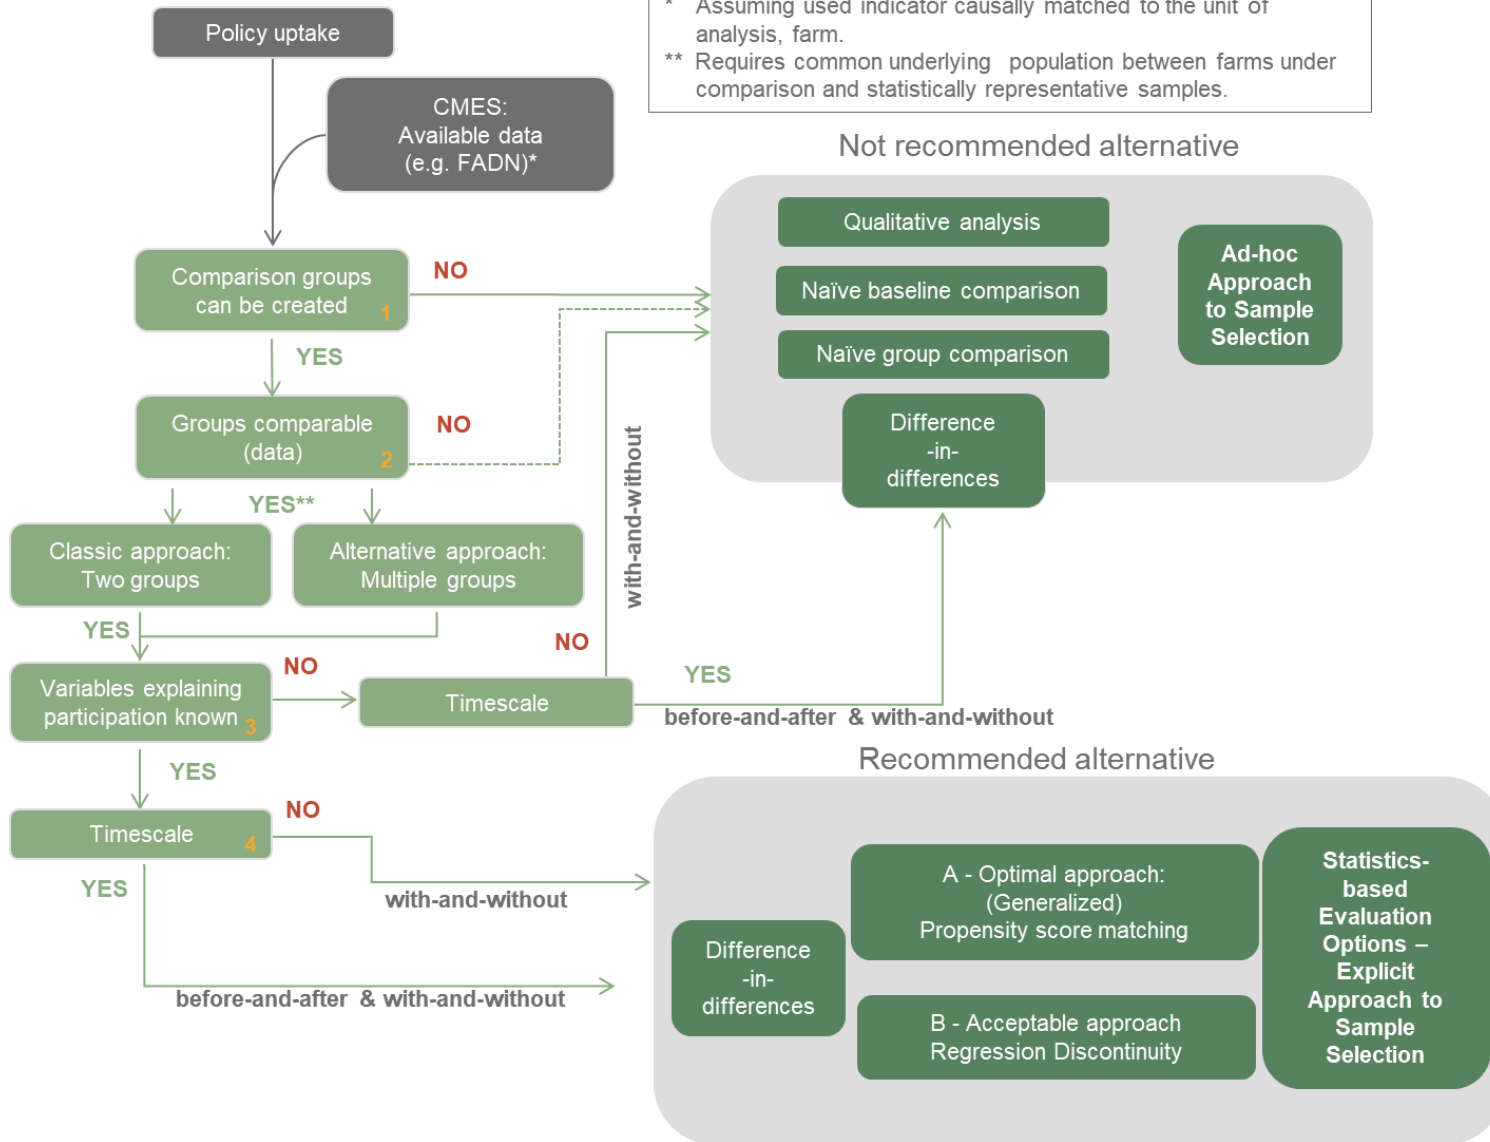 * Assuming used indicator causally matched to the unit of
analysis, farm.
** Requires common underlying population between farms under
comparison and statistically representative samples.
Policy uptake
CMES:
Available data
(e.g. FADN)*
Not recommended alternative
Comparison groups
can be created
1
NO
YES
Qualitative analysis
Naïve baseline comparison
Naïve group comparison
Difference
-in-
differences
Ad-hoc
Approach
to Sample
Selection
Groups comparable
(data)
2
NO
YES**
Classic approach:
Two groups
Alternative approach:
Multiple groups
with-and-without
YES
NO
Variables explaining
participation known
3
NO
Timescale
YES
before-and-after & with-and-without
YES
Recommended alternative
Timescale
4
NO
with-and-without
YES
before-and-after & with-and-without
Difference
-in-
differences
A - Optimal approach:
(Generalized)
Propensity score matching
B - Acceptable approach
Regression Discontinuity
Statistics-
based
Evaluation
Options –
Explicit
Approach to
Sample
Selection